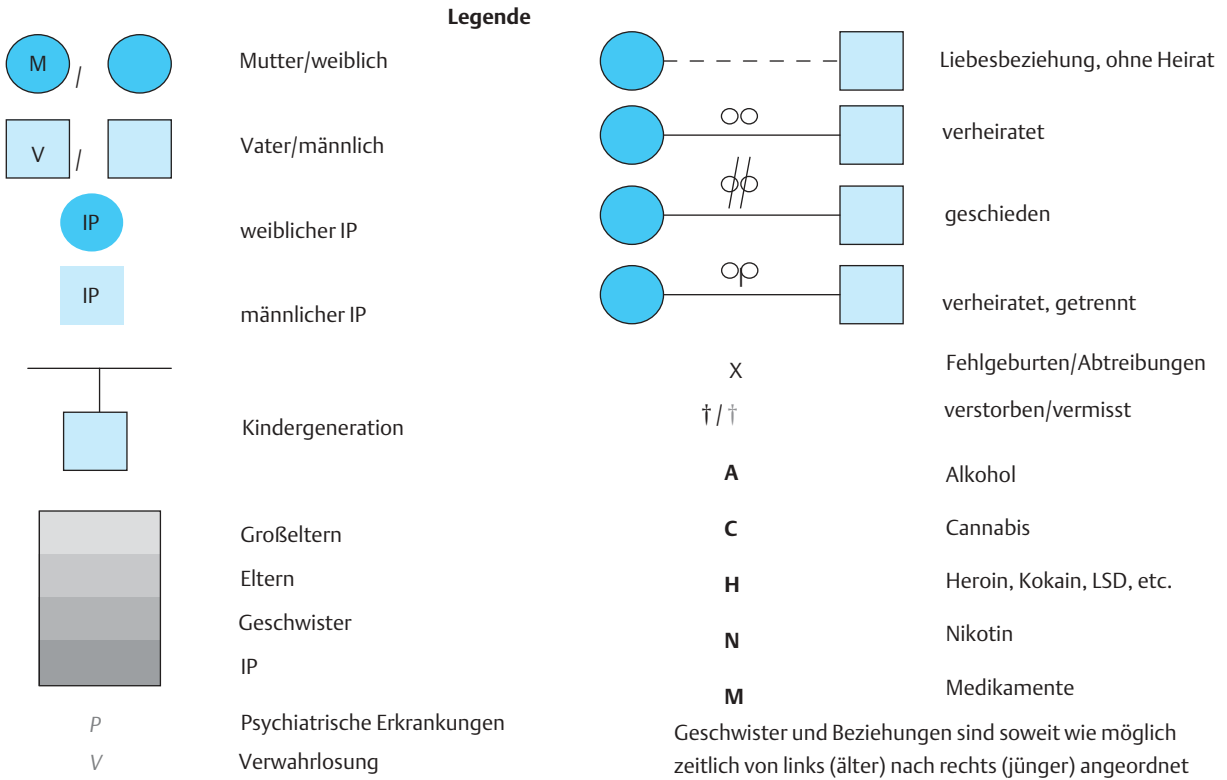 Legende
M /
Mutter/weiblich
V /
Vater/männlich
IP
weiblicher IP
IP
männlicher IP
Kindergeneration
Großeltern
Eltern
Geschwister
IP
P
Psychiatrische Erkrankungen
V
Verwahrlosung
Liebesbeziehung, ohne Heirat
verheiratet
geschieden
verheiratet, getrennt
X
Fehlgeburten/Abtreibungen
†/†
verstorben/vermisst
A
Alkohol
C
Cannabis
H
Heroin, Kokain, LSD, etc.
N
Nikotin
M
Medikamente
Geschwister und Beziehungen sind soweit wie möglich
zeitlich von links (älter) nach rechts (jünger) angeordnet